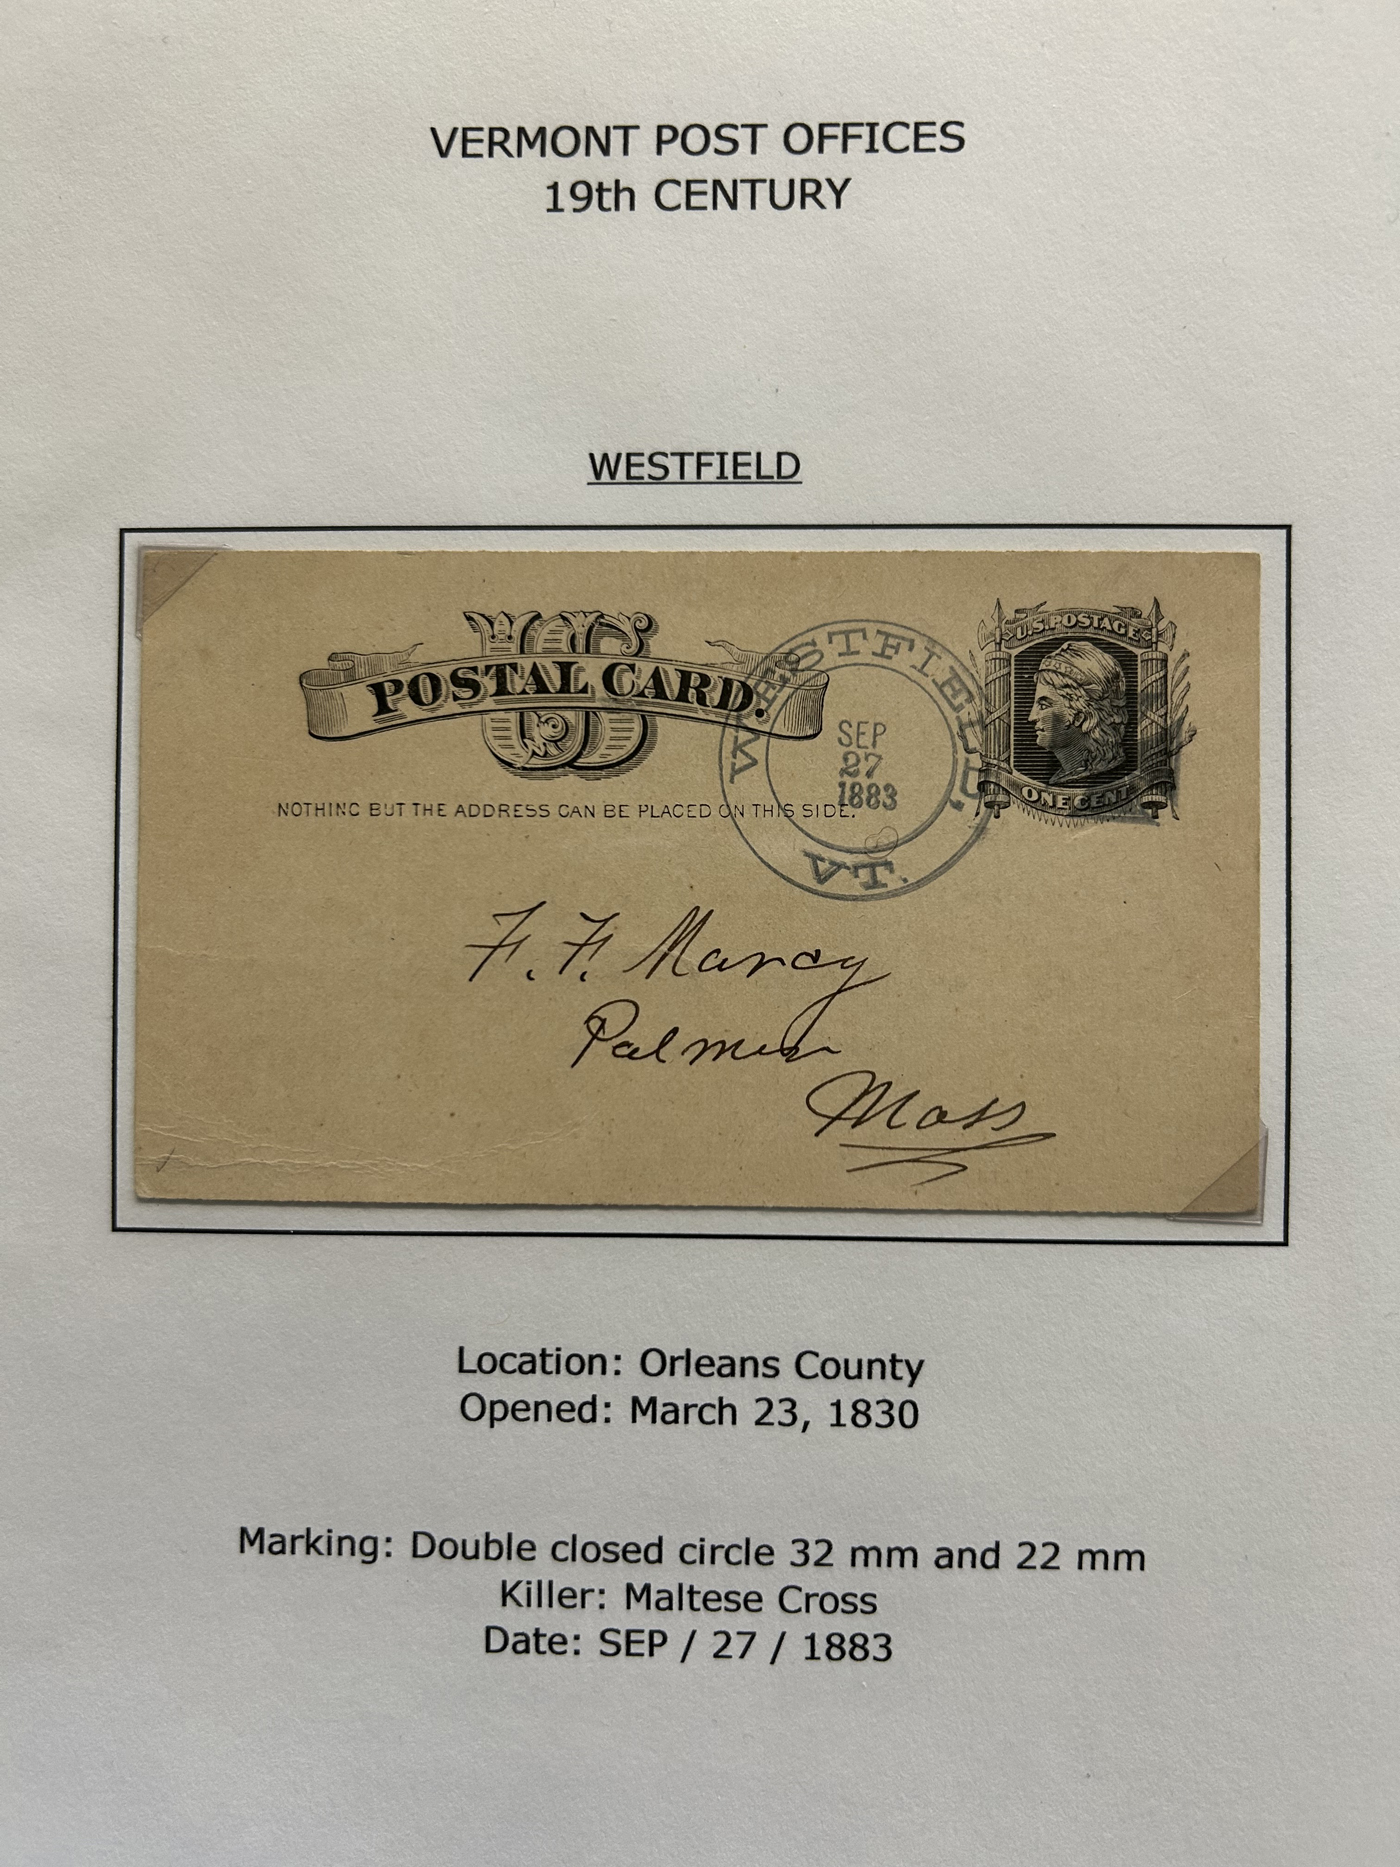 VERMONT POST OFFICES
19th CENTURY
WESTFIELD
US
POSTAL CARD.
NOTHING BUT THE ADDRESS CAN BE PLACED ON THIS SIDE.
WESTFIELD,
SEP
27
1883
VT.
U.S. POSTAGE
ONE CENT
F. F. Marcy
Palmer
Mass
Location: Orleans County
Opened: March 23, 1830
Marking: Double closed circle 32 mm and 22 mm
Killer: Maltese Cross
Date: SEP / 27 / 1883